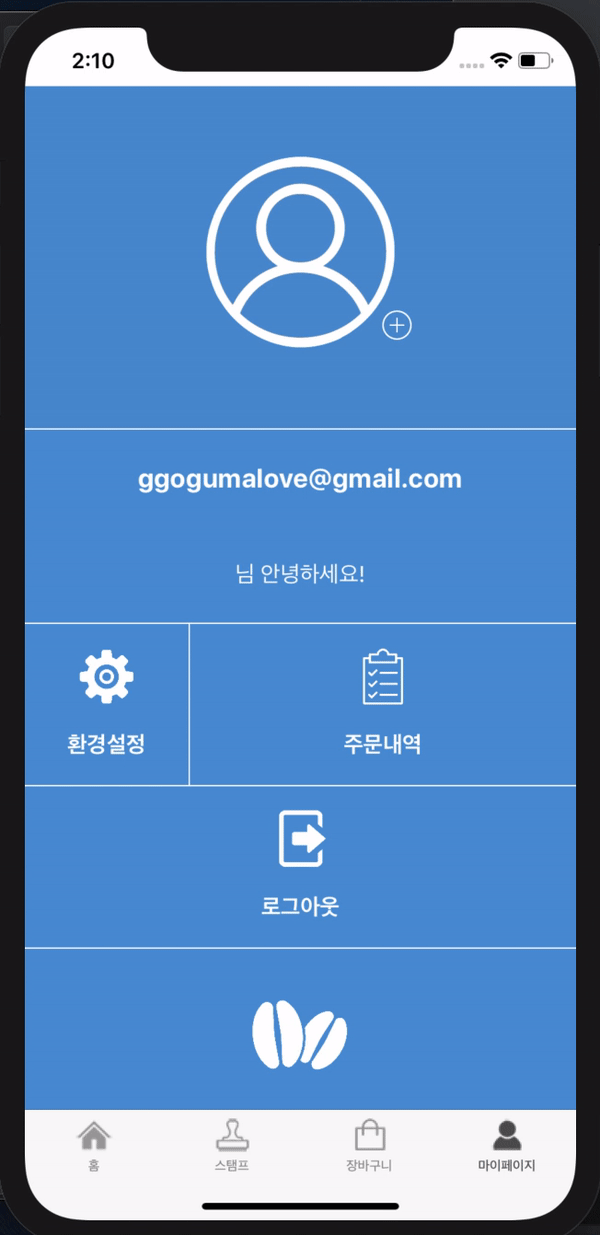 2:10
ggogumalove@gmail.com
님 안녕하세요!
환경설정
주문내역
로그아웃
홈
스탬프
장바구니
마이페이지